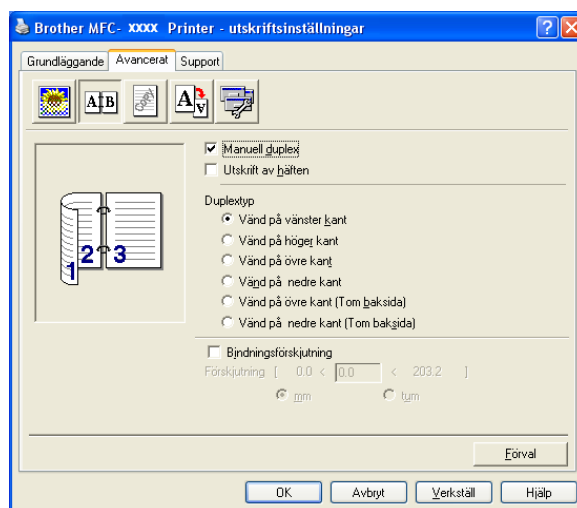 Brother MFC- XXXX Printer - utskriftsinställningar
Grundläggande Avancerat Support
A B A A
Manuell duplex
Utskrift av häften
1 2 3
Duplextyp
Vänd på vänster kant
Vänd på höger kant
Vänd på övre kant
Vänd på nedre kant
Vänd på övre kant (Tom baksida)
Vänd på nedre kant (Tom baksida)
Bindningsförskjutning
Förskjutning [ 0.0 < 0.0 < 203.2 ]
mm tum
Förval
OK Avbryt Verkställ Hjälp